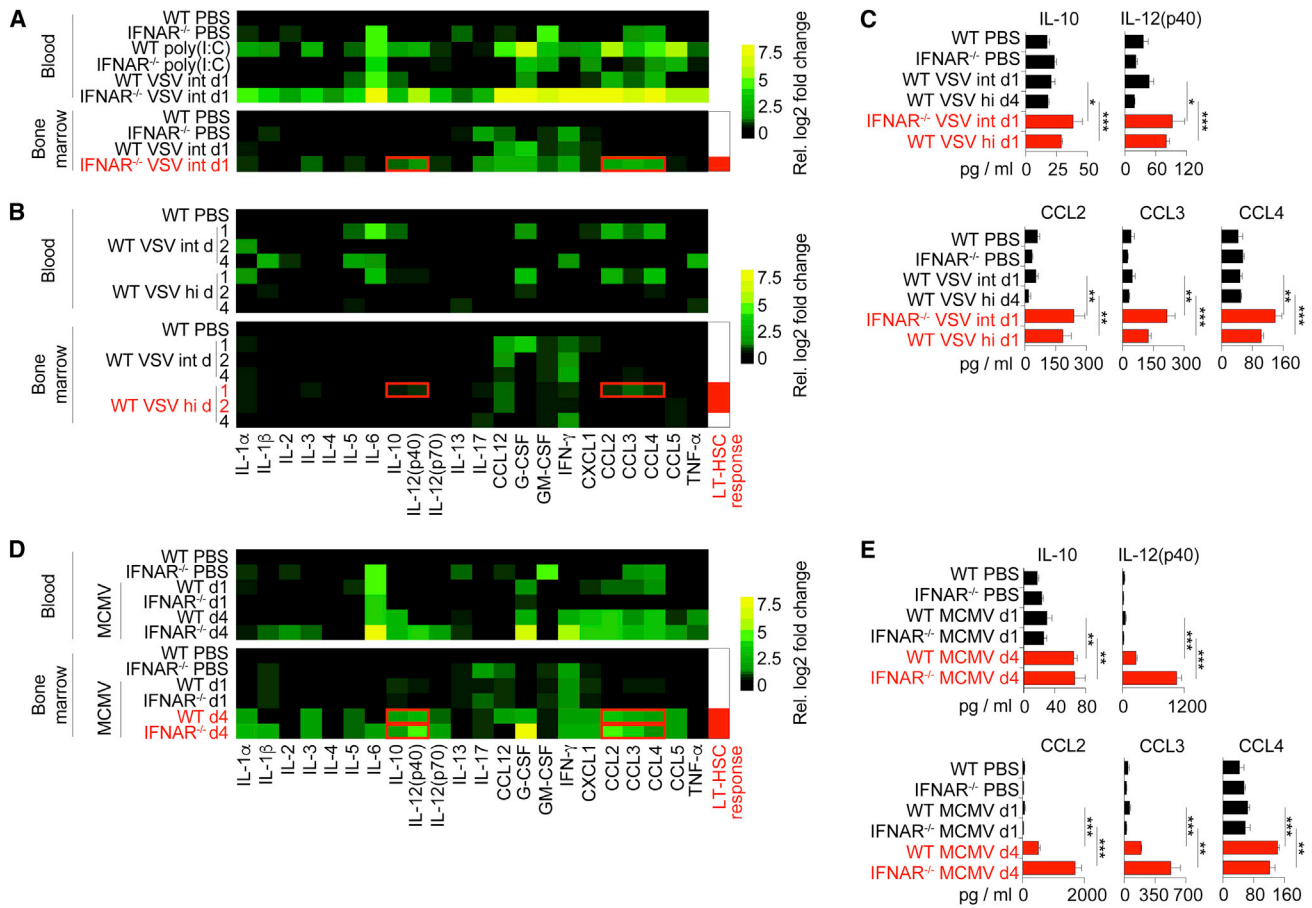 A
Blood
WT PBS
IFNAR-/- PBS
WT poly(I:C)
IFNAR-/- poly(I:C)
WT VSV int d1
IFNAR-/- VSV int d1
Bone
marrow
WT PBS
IFNAR-/- PBS
WT VSV int d1
IFNAR-/- VSV int d1
7.5
5
2.5
0
Rel. log2 fold change
B
Blood
WT PBS
WT VSV int d
1
2
4
WT VSV hi d
1
2
4
Bone
marrow
WT PBS
WT VSV int d
1
2
4
WT VSV hi d
1
2
4
7.5
5
2.5
0
Rel. log2 fold change
IL-1α
IL-1β
IL-2
IL-3
IL-4
IL-5
IL-6
IL-10
IL-12(p40)
IL-12(p70)
IL-13
IL-17
CCL12
G-CSF
GM-CSF
IFN-γ
CXCL1
CCL2
CCL3
CCL4
CCL5
TNF-α
LT-HSC
response
C
IL-10
IL-12(p40)
WT PBS
IFNAR-/- PBS
WT VSV int d1
WT VSV hi d4
IFNAR-/- VSV int d1
WT VSV hi d1
*
***
*
***
pg / ml
0 25 50
0 60 120
CCL2
CCL3
CCL4
WT PBS
IFNAR-/- PBS
WT VSV int d1
WT VSV hi d4
IFNAR-/- VSV int d1
WT VSV hi d1
**
**
**
***
**
***
pg / ml
0 150 300
0 150 300
0 80 160
D
Blood
MCMV
WT PBS
IFNAR-/- PBS
WT d1
IFNAR-/- d1
WT d4
IFNAR-/- d4
Bone
marrow
MCMV
WT PBS
IFNAR-/- PBS
WT d1
IFNAR-/- d1
WT d4
IFNAR-/- d4
7.5
5
2.5
0
Rel. log2 fold change
IL-1α
IL-1β
IL-2
IL-3
IL-4
IL-5
IL-6
IL-10
IL-12(p40)
IL-12(p70)
IL-13
IL-17
CCL12
G-CSF
GM-CSF
IFN-γ
CXCL1
CCL2
CCL3
CCL4
CCL5
TNF-α
LT-HSC
response
E
IL-10
IL-12(p40)
WT PBS
IFNAR-/- PBS
WT MCMV d1
IFNAR-/- MCMV d1
WT MCMV d4
IFNAR-/- MCMV d4
**
**
***
***
pg / ml
0 40 80
0 1200
CCL2
CCL3
CCL4
WT PBS
IFNAR-/- PBS
WT MCMV d1
IFNAR-/- MCMV d1
WT MCMV d4
IFNAR-/- MCMV d4
***
***
***
**
***
**
pg / ml
0 2000
0 350 700
0 80 160